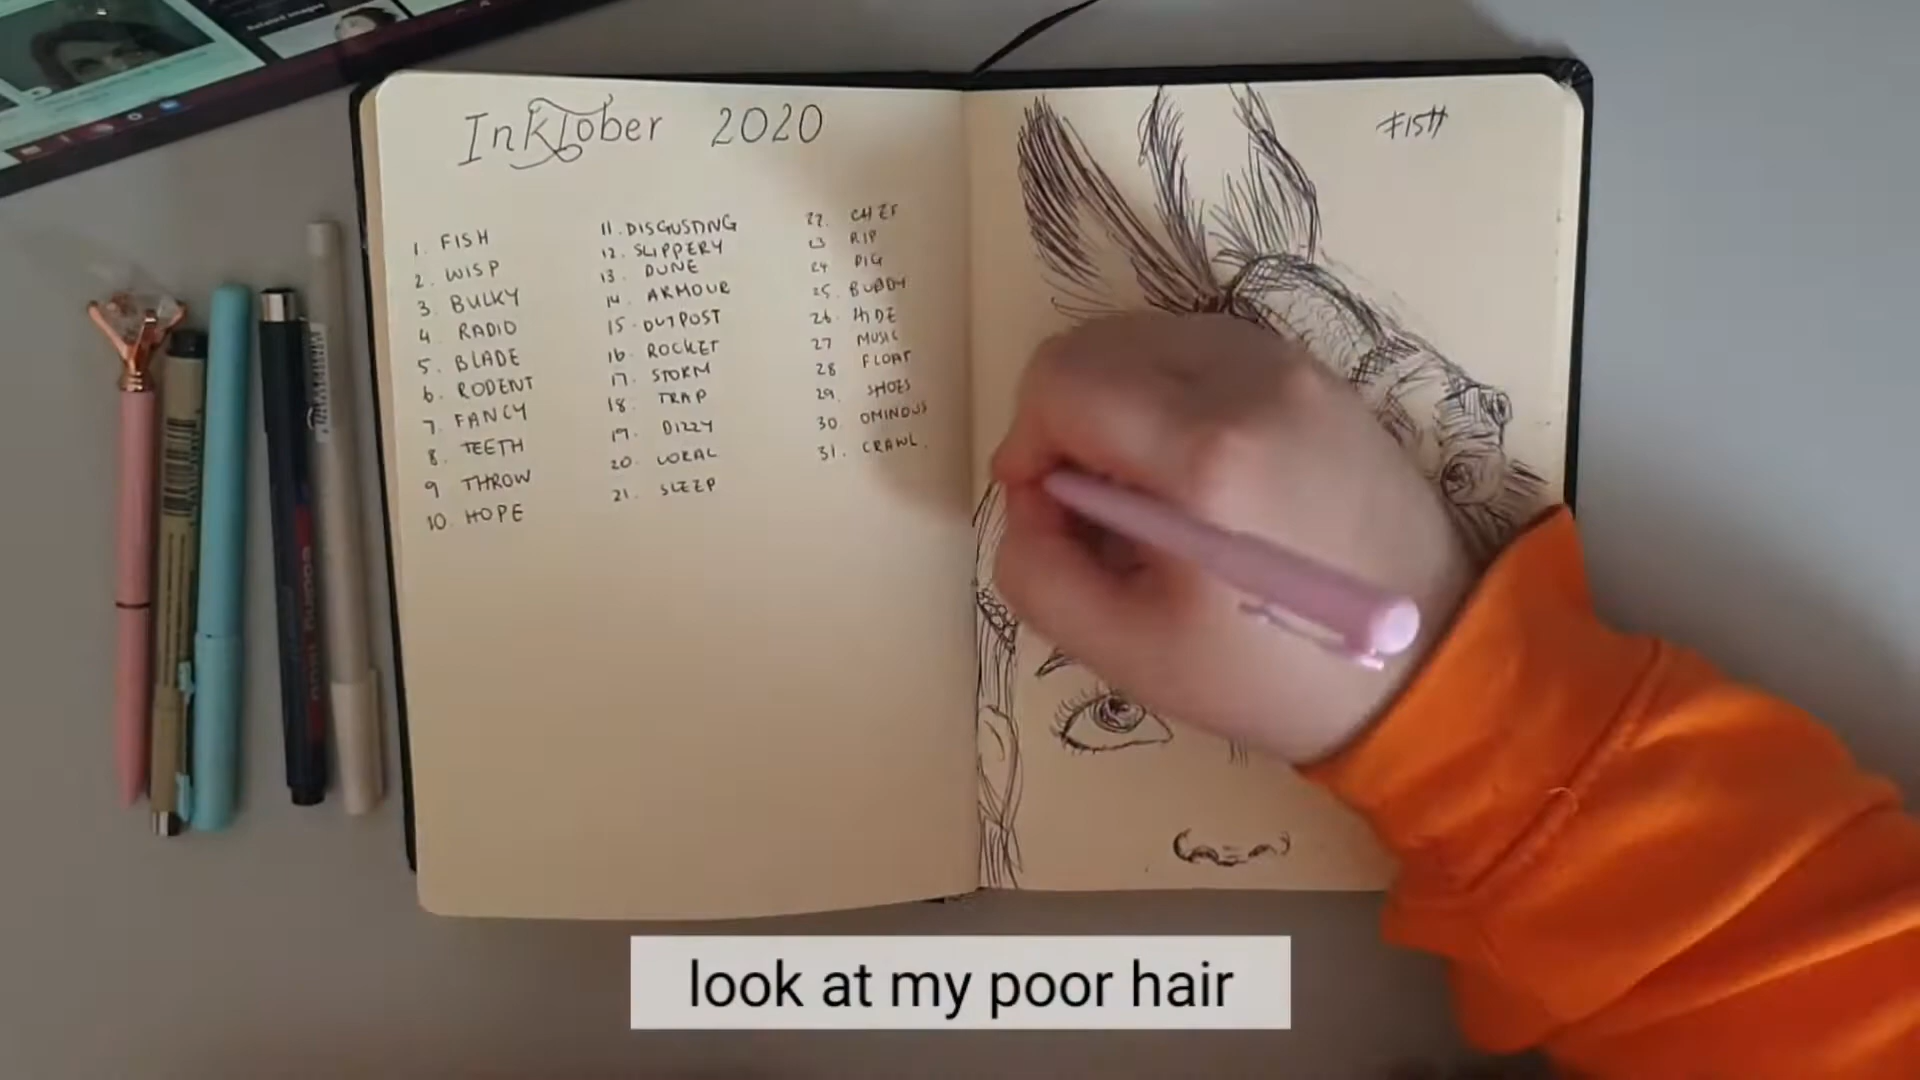 Related images
InkTober 2020
1. FISH
2. WISP
3. BULKY
4. RADIO
5. BLADE
6. RODENT
7. FANCY
8. TEETH
9 THROW
10. HOPE
11. DISGUSTING
12. SLIPPERY
13. DUNE
14. ARMOUR
15. OUTPOST
16. ROCKET
17. STORM
18. TRAP
19. DIZZY
20. CORAL
21. SLEEP
22. CHEF
23 RIP
24 DIG
25. BUDDY
26. HIDE
27 MUSIC
28 FLOAT
29. SHOES
30. OMINOUS
31. CRAWL.
FISH
look at my poor hair